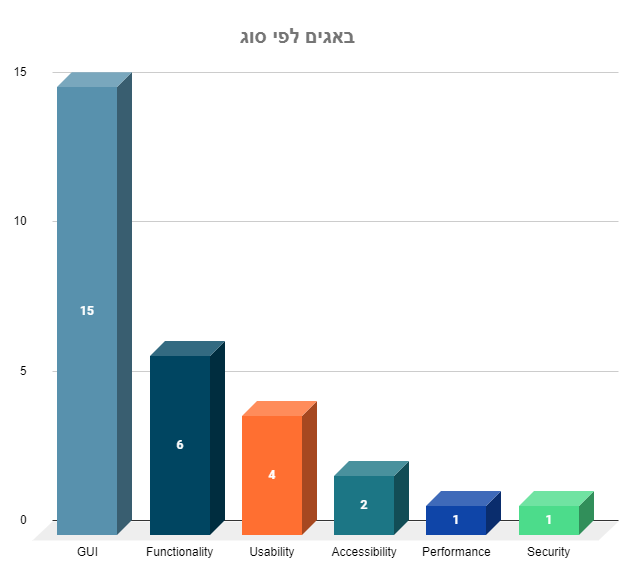 באגים לפי סוג
15
10
5
0
15
6
4
2
1
1
GUI
Functionality
Usability
Accessibility
Performance
Security